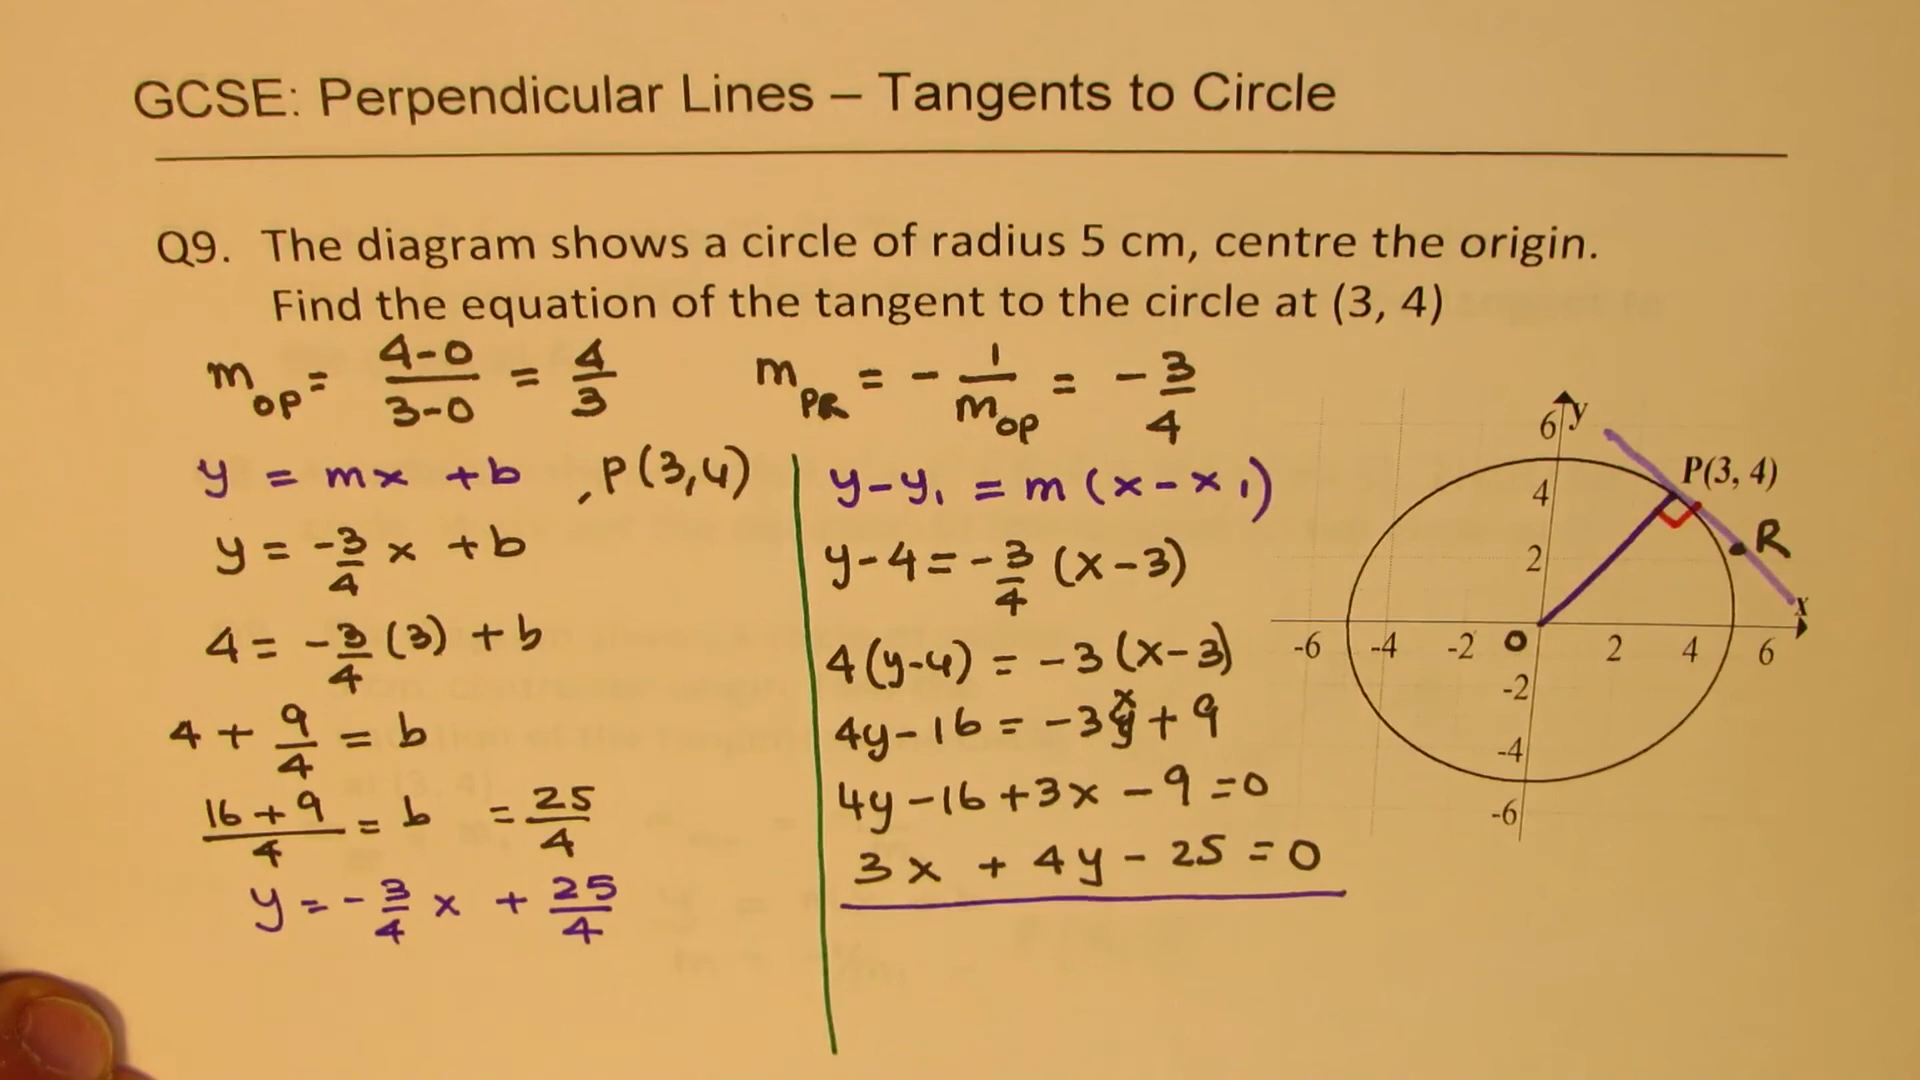 GCSE: Perpendicular Lines – Tangents to Circle
Q9. The diagram shows a circle of radius 5 cm, centre the origin.
Find the equation of the tangent to the circle at (3, 4)
m_OP = (4-0)/(3-0) = 4/3
m_PR = - 1/m_OP = - 3/4
y = mx + b , P(3,4)
y = -3/4 x + b
4 = -3/4 (3) + b
4 + 9/4 = b
(16+9)/4 = b = 25/4
y = - 3/4 x + 25/4
y-y₁ = m(x-x₁)
y-4 = -3/4 (x-3)
4(y-4) = -3(x-3)
4y-16 = -3x + 9
4y-16+3x-9=0
3x + 4y - 25 = 0
6 y
P(3, 4)
4
R
2
x
-6 -4 -2 O 2 4 6
-2
-4
-6